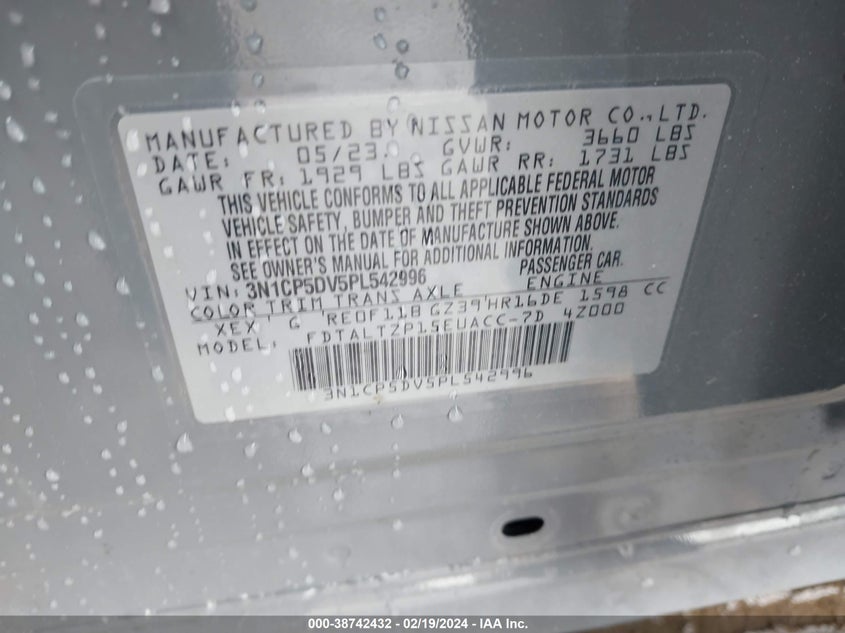 MANUFACTURED BY NISSAN MOTOR CO., LTD.
DATE: 05/23 GVWR: 3660 LBS
GAWR FR: 1929 LBS GAWR RR: 1731 LBS
THIS VEHICLE CONFORMS TO ALL APPLICABLE FEDERAL MOTOR
VEHICLE SAFETY, BUMPER AND THEFT PREVENTION STANDARDS
IN EFFECT ON THE DATE OF MANUFACTURE SHOWN ABOVE.
SEE OWNER'S MANUAL FOR ADDITIONAL INFORMATION.
VIN: 3N1CP5DV5PL542996 PASSENGER CAR.
COLOR TRIM TRANS AXLE ENGINE
XEX G RE0F11B GZ39 HR16DE 1598 CC
MODEL: FDTALTZP15EUACC-7D 4Z000
3N1CP5DV5PL542996
000-38742432 - 02/19/2024 - IAA Inc.